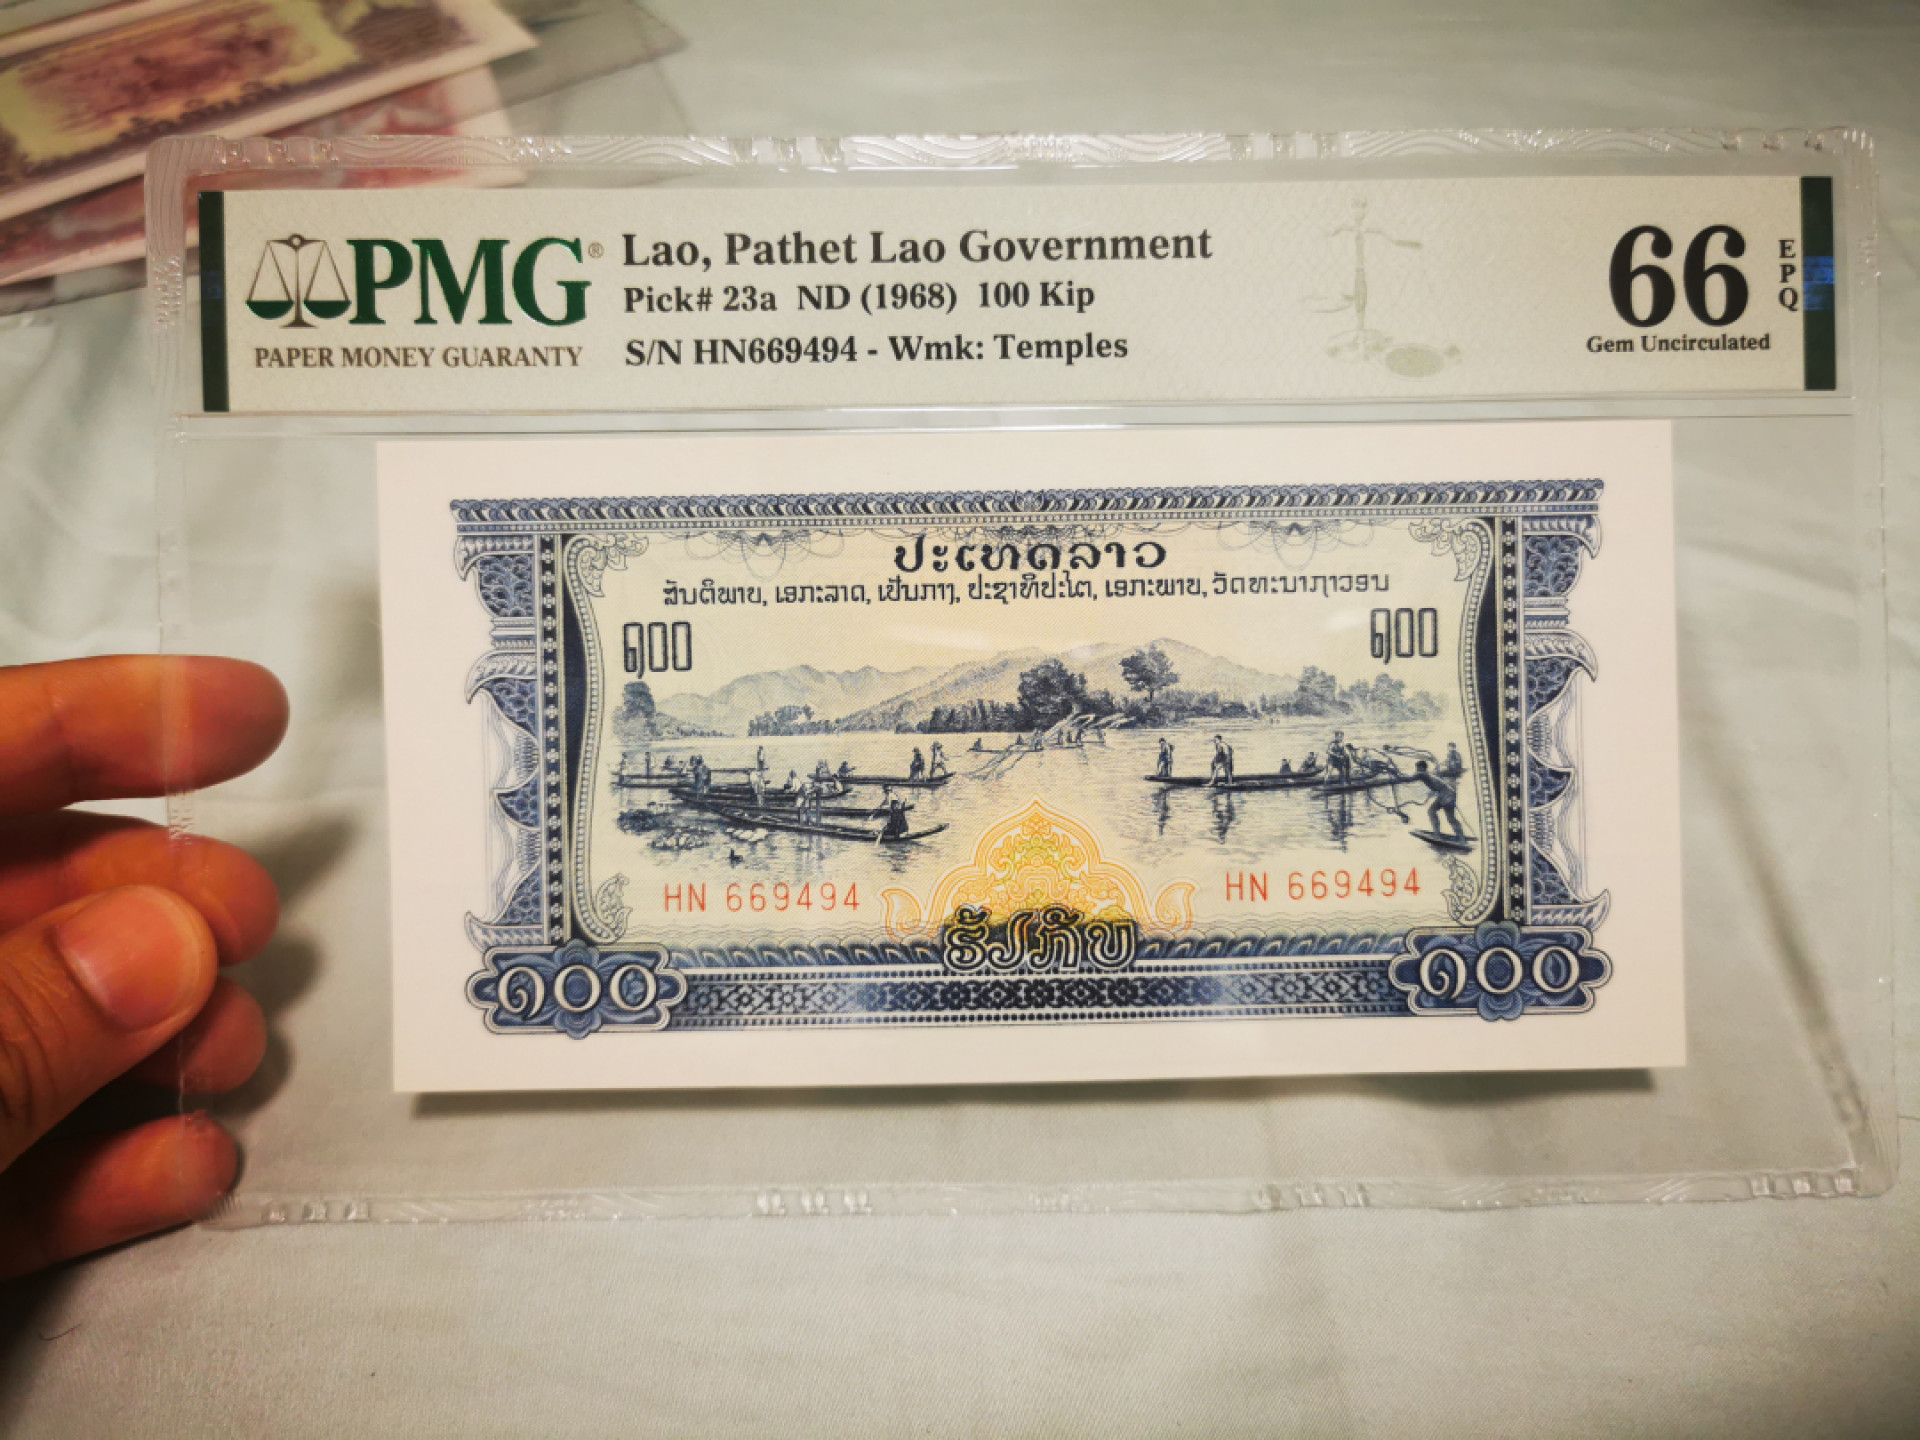 PMG®
PAPER MONEY GUARANTY
Lao, Pathet Lao Government
Pick# 23a ND (1968) 100 Kip
S/N HN669494 - Wmk: Temples
66
EPQ
Gem Uncirculated
ປະເທດລາວ
ສັນຕິພາບ, ເອກະລາດ, ເປັນກາງ, ປະຊາທິປະໄຕ, ເອກະພາບ, ວັດທະນາຖາວອນ
໑໐໐ ໑໐໐
HN 669494 HN 669494
ຮ້ອຍກີບ
໑໐໐ ໑໐໐